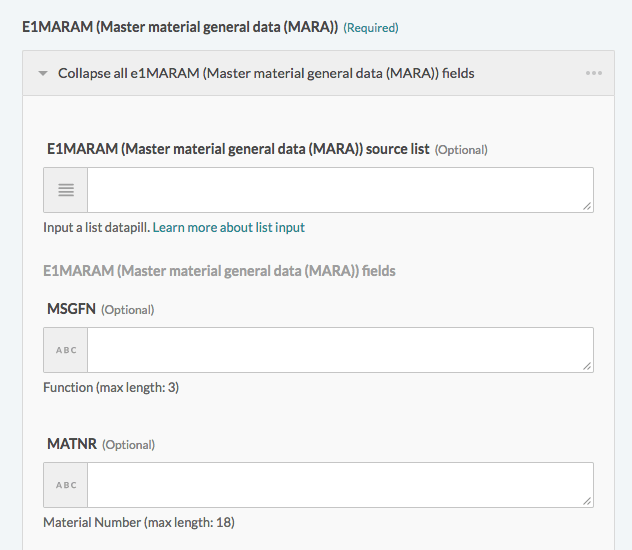 E1MARAM (Master material general data (MARA)) (Required)
Collapse all e1MARAM (Master material general data (MARA)) fields
E1MARAM (Master material general data (MARA)) source list (Optional)
Input a list datapill. Learn more about list input
E1MARAM (Master material general data (MARA)) fields
MSGFN (Optional)
ABC
Function (max length: 3)
MATNR (Optional)
ABC
Material Number (max length: 18)